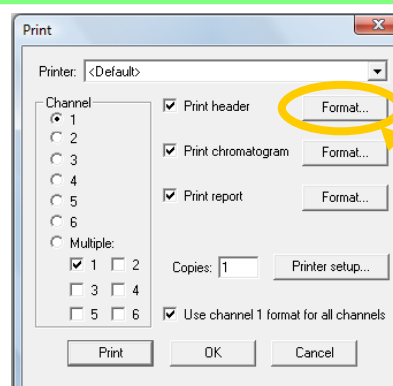 Print
Printer: <Default>
Channel
1
2
3
4
5
6
Multiple:
1 2
3 4
5 6
Print header Format...
Print chromatogram Format...
Print report Format...
Copies: 1 Printer setup...
Use channel 1 format for all channels
Print OK Cancel